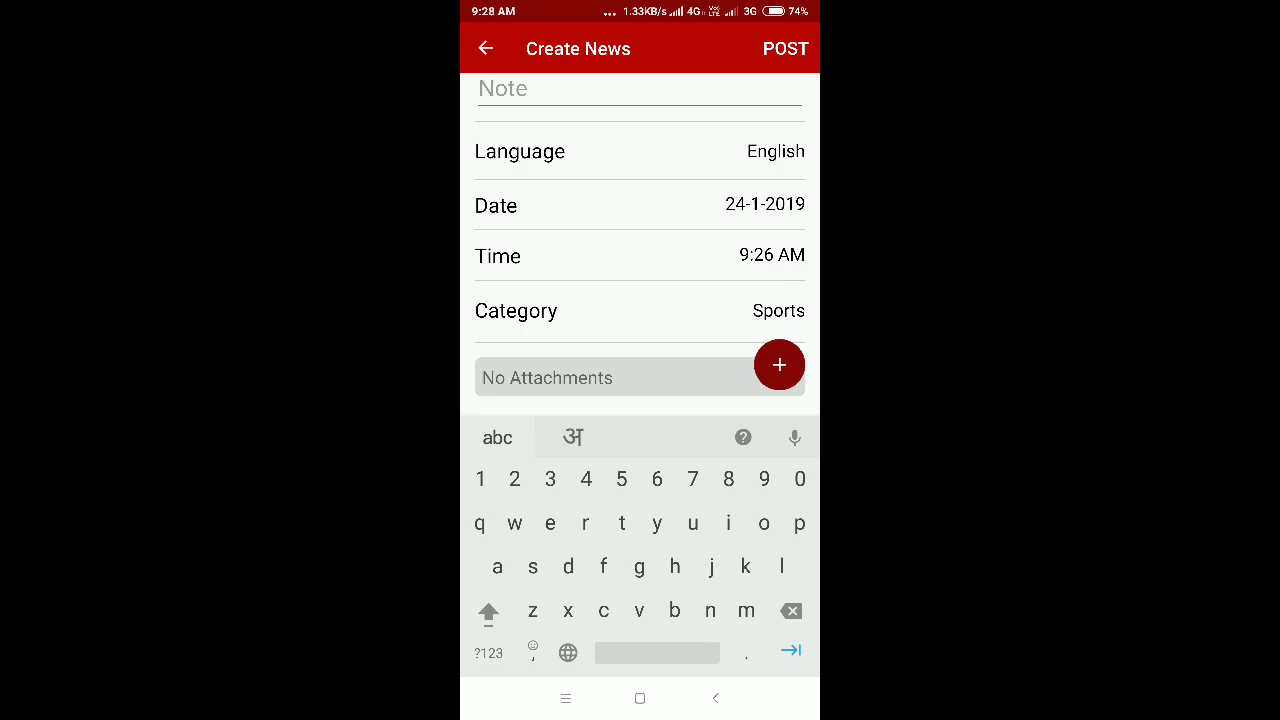 9:28 AM ... 1.33KB/s 4G Vo) LTE 3G 74%
Create News POST
Note
Language English
Date 24-1-2019
Time 9:26 AM
Category Sports
No Attachments +
abc अ ?
1 2 3 4 5 6 7 8 9 0
q w e r t y u i o p
a s d f g h j k l
z x c v b n m
?123 , .